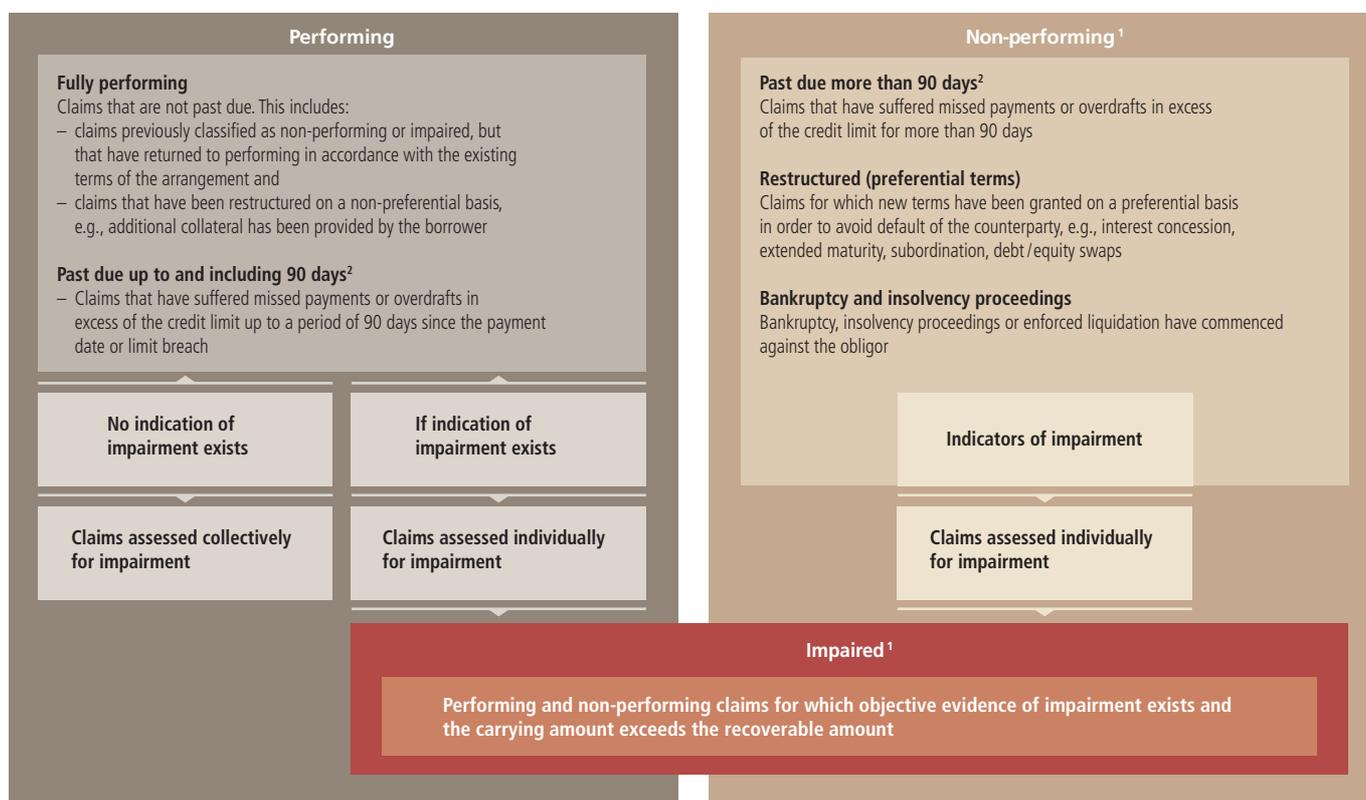 Performing
Fully performing
Claims that are not past due. This includes:
– claims previously classified as non-performing or impaired, but
that have returned to performing in accordance with the existing
terms of the arrangement and
– claims that have been restructured on a non-preferential basis,
e.g., additional collateral has been provided by the borrower
Past due up to and including 90 days²
– Claims that have suffered missed payments or overdrafts in
excess of the credit limit up to a period of 90 days since the payment
date or limit breach
No indication of
impairment exists
If indication of
impairment exists
Claims assessed collectively
for impairment
Claims assessed individually
for impairment
Non-performing¹
Past due more than 90 days²
Claims that have suffered missed payments or overdrafts in excess
of the credit limit for more than 90 days
Restructured (preferential terms)
Claims for which new terms have been granted on a preferential basis
in order to avoid default of the counterparty, e.g., interest concession,
extended maturity, subordination, debt/equity swaps
Bankruptcy and insolvency proceedings
Bankruptcy, insolvency proceedings or enforced liquidation have commenced
against the obligor
Indicators of impairment
Claims assessed individually
for impairment
Impaired¹
Performing and non-performing claims for which objective evidence of impairment exists and
the carrying amount exceeds the recoverable amount